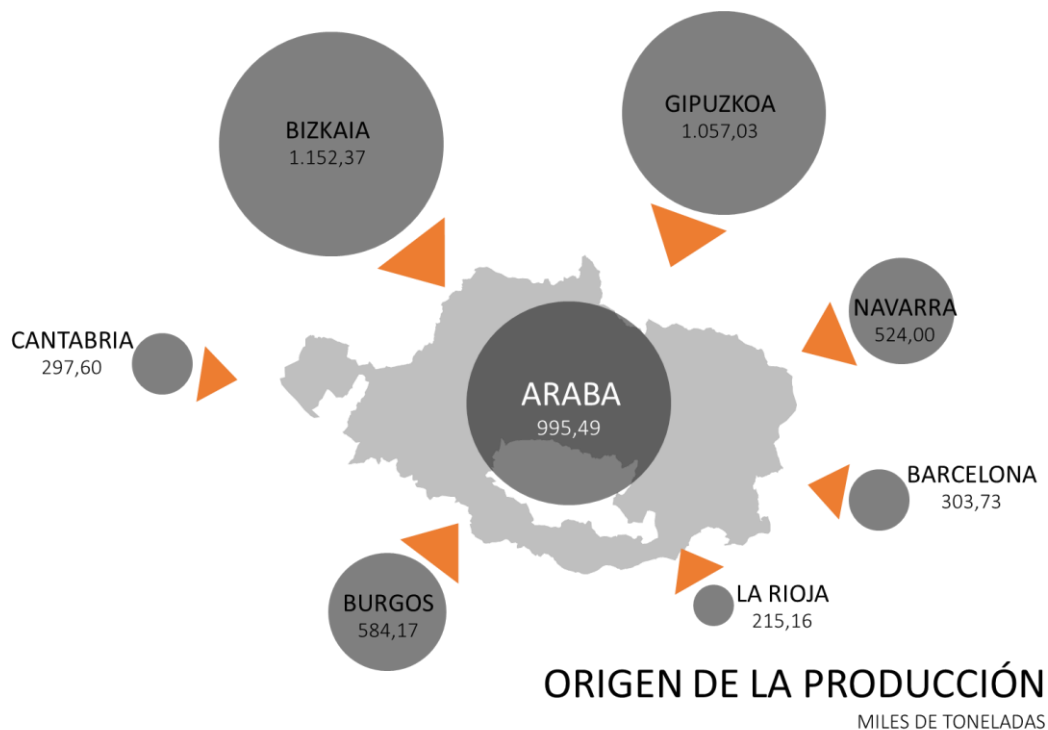 BIZKAIA
1.152,37
GIPUZKOA
1.057,03
NAVARRA
524,00
CANTABRIA
297,60
ARABA
995,49
BARCELONA
303,73
BURGOS
584,17
LA RIOJA
215,16
ORIGEN DE LA PRODUCCIÓN
MILES DE TONELADAS